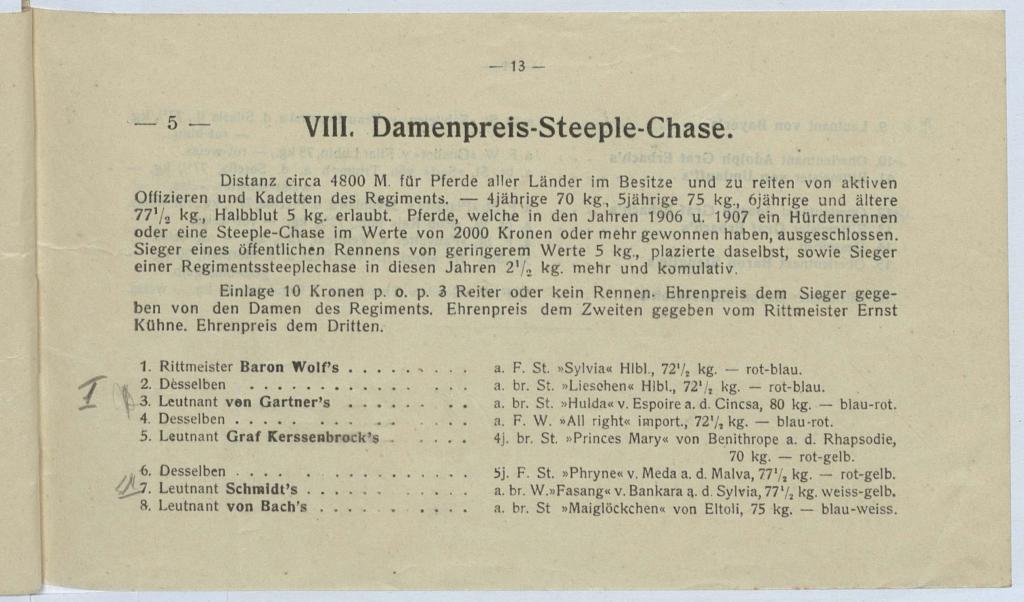 — 13 —
— 5 —
VIII. Damenpreis-Steeple-Chase.
Distanz circa 4800 M. für Pferde aller Länder im Besitze und zu reiten von aktiven
Offizieren und Kadetten des Regiments. — 4jährige 70 kg., 5jährige 75 kg., 6jährige und ältere
77¹/₂ kg., Halbblut 5 kg. erlaubt. Pferde, welche in den Jahren 1906 u. 1907 ein Hürdenrennen
oder eine Steeple-Chase im Werte von 2000 Kronen oder mehr gewonnen haben, ausgeschlossen.
Sieger eines öffentlichen Rennens von geringerem Werte 5 kg., plazierte daselbst, sowie Sieger
einer Regimentssteeplechase in diesen Jahren 2¹/₂ kg. mehr und komulativ.
Einlage 10 Kronen p. o. p. 3 Reiter oder kein Rennen. Ehrenpreis dem Sieger gege-
ben von den Damen des Regiments. Ehrenpreis dem Zweiten gegeben vom Rittmeister Ernst
Kühne. Ehrenpreis dem Dritten.
1. Rittmeister Baron Wolf's . . . . . . . . . a. F. St. »Sylvia« Hlbl., 72¹/₂ kg. — rot-blau.
2. Desselben . . . . . . . . . . . . . . . a. br. St. »Lieschen« Hlbl., 72¹/₂ kg. — rot-blau.
I 3. Leutnant von Gartner's . . . . . . . . . a. br. St. »Hulda« v. Espoire a. d. Cincsa, 80 kg. — blau-rot.
4. Desselben . . . . . . . . . . . . . . . a. F. W. »All right« import., 72¹/₂ kg. — blau-rot.
5. Leutnant Graf Kerssenbrock's . . . . . 4j. br. St. »Princes Mary« von Benithrope a. d. Rhapsodie,
70 kg. — rot-gelb.
6. Desselben . . . . . . . . . . . . . . . 5j. F. St. »Phryne« v. Meda a. d. Malva, 77¹/₂ kg. — rot-gelb.
7. Leutnant Schmidt's . . . . . . . . . . . a. br. W. »Fasang« v. Bankara a. d. Sylvia, 77¹/₂ kg. weiss-gelb.
8. Leutnant von Bach's . . . . . . . . . . a. br. St »Maiglöckchen« von Eltoli, 75 kg. — blau-weiss.